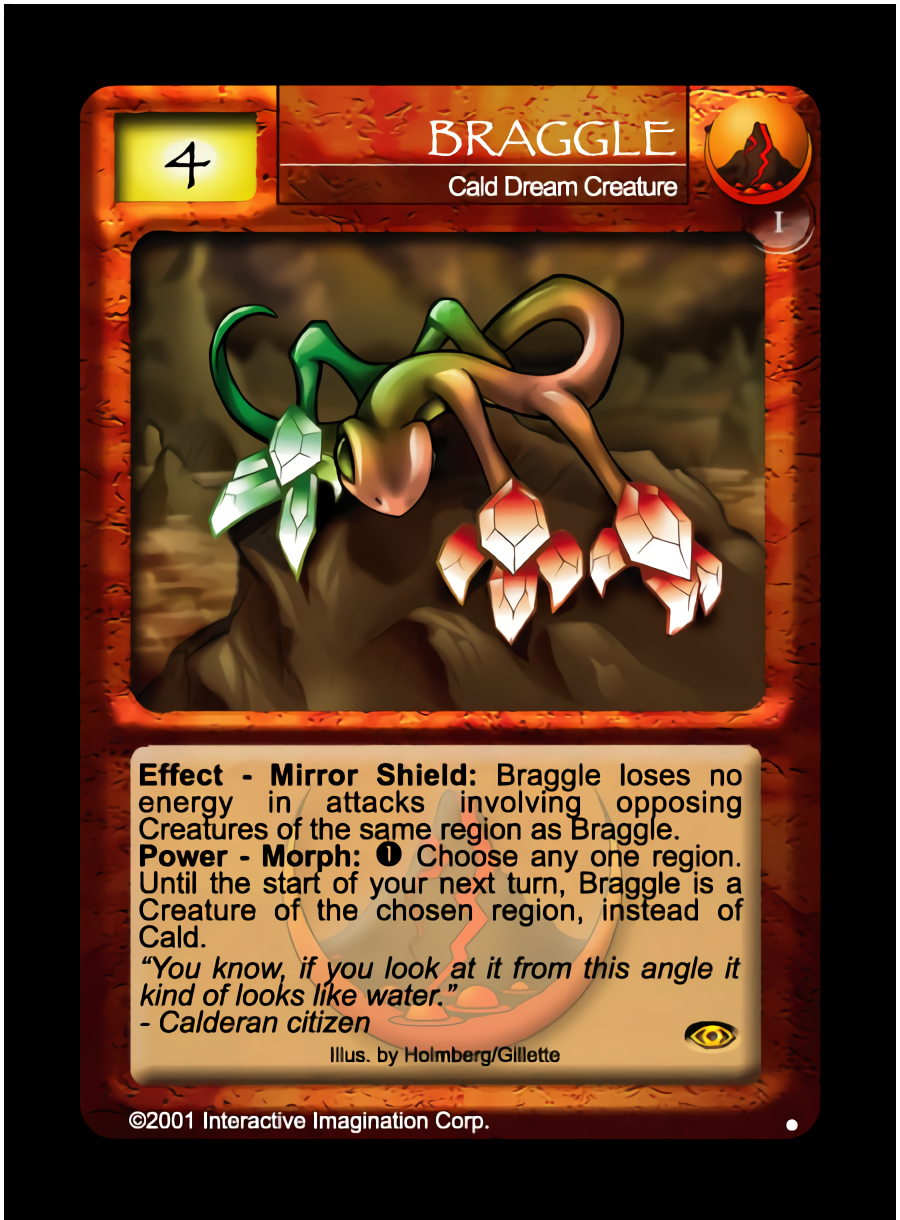 4
BRAGGLE
Cald Dream Creature
I
Effect - Mirror Shield: Braggle loses no
energy in attacks involving opposing
Creatures of the same region as Braggle.
Power - Morph: ❶ Choose any one region.
Until the start of your next turn, Braggle is a
Creature of the chosen region, instead of
Cald.
“You know, if you look at it from this angle it
kind of looks like water.”
- Calderan citizen
Illus. by Holmberg/Gillette
©2001 Interactive Imagination Corp.